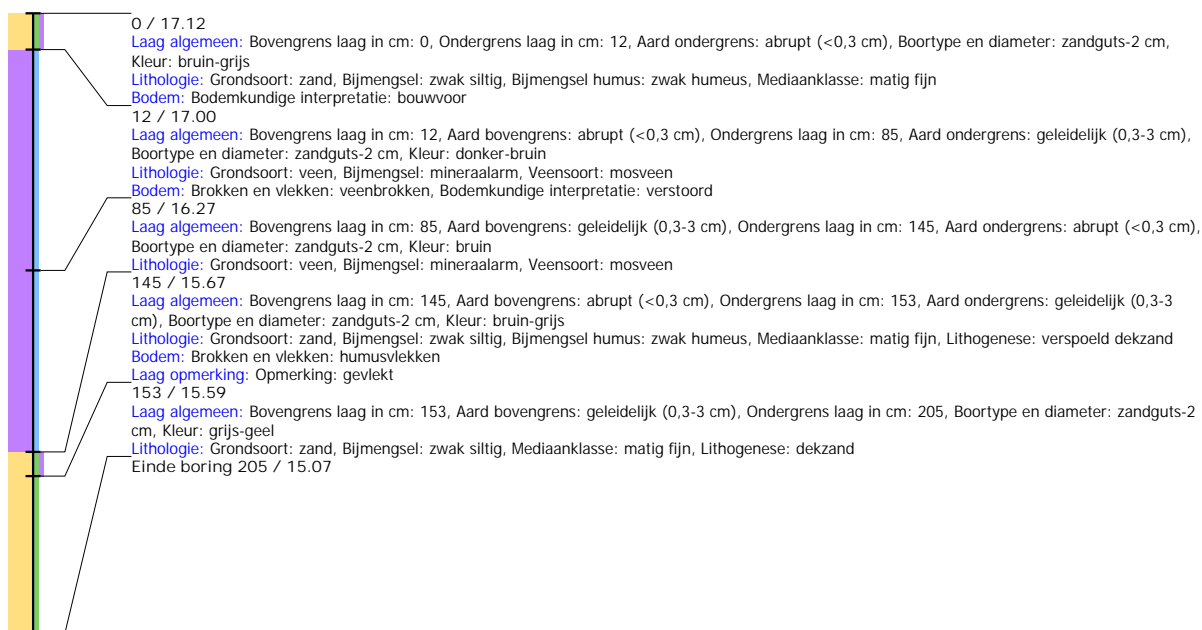 0 / 17.12
Laag algemeen: Bovengrens laag in cm: 0, Ondergrens laag in cm: 12, Aard ondergrens: abrupt (<0,3 cm), Boortype en diameter: zandguts-2 cm,
Kleur: bruin-grijs
Lithologie: Grondsoort: zand, Bijmengsel: zwak siltig, Bijmengsel humus: zwak humeus, Mediaanklasse: matig fijn
Bodem: Bodemkundige interpretatie: bouwvoor
12 / 17.00
Laag algemeen: Bovengrens laag in cm: 12, Aard bovengrens: abrupt (<0,3 cm), Ondergrens laag in cm: 85, Aard ondergrens: geleidelijk (0,3-3 cm),
Boortype en diameter: zandguts-2 cm, Kleur: donker-bruin
Lithologie: Grondsoort: veen, Bijmengsel: mineraalarm, Veensoort: mosveen
Bodem: Brokken en vlekken: veenbrokken, Bodemkundige interpretatie: verstoord
85 / 16.27
Laag algemeen: Bovengrens laag in cm: 85, Aard bovengrens: geleidelijk (0,3-3 cm), Ondergrens laag in cm: 145, Aard ondergrens: abrupt (<0,3 cm),
Boortype en diameter: zandguts-2 cm, Kleur: bruin
Lithologie: Grondsoort: veen, Bijmengsel: mineraalarm, Veensoort: mosveen
145 / 15.67
Laag algemeen: Bovengrens laag in cm: 145, Aard bovengrens: abrupt (<0,3 cm), Ondergrens laag in cm: 153, Aard ondergrens: geleidelijk (0,3-3
cm), Boortype en diameter: zandguts-2 cm, Kleur: bruin-grijs
Lithologie: Grondsoort: zand, Bijmengsel: zwak siltig, Bijmengsel humus: zwak humeus, Mediaanklasse: matig fijn, Lithogenese: verspoeld dekzand
Bodem: Brokken en vlekken: humusvlekken
Laag opmerking: Opmerking: gevlekt
153 / 15.59
Laag algemeen: Bovengrens laag in cm: 153, Aard bovengrens: geleidelijk (0,3-3 cm), Ondergrens laag in cm: 205, Boortype en diameter: zandguts-2
cm, Kleur: grijs-geel
Lithologie: Grondsoort: zand, Bijmengsel: zwak siltig, Mediaanklasse: matig fijn, Lithogenese: dekzand
Einde boring 205 / 15.07